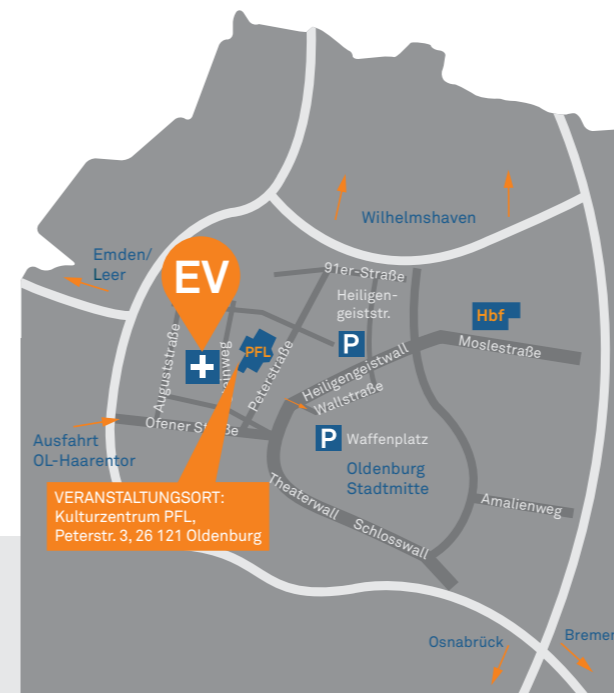 Wilhelmshaven
Emden/
Leer
EV
91er-Straße
Heiligen-
geiststr.
Hbf
P
PFL
Moslestraße
Auguststraße
Peterstraße
Heiligengeistwall
Wallstraße
Ofener Straße
Ausfahrt
OL-Haarentor
P
Waffenplatz
Oldenburg
Stadtmitte
VERANSTALTUNGSORT:
Kulturzentrum PFL,
Peterstr. 3, 26 121 Oldenburg
Theaterwall
Schlosswall
Amalienweg
Osnabrück
Bremen